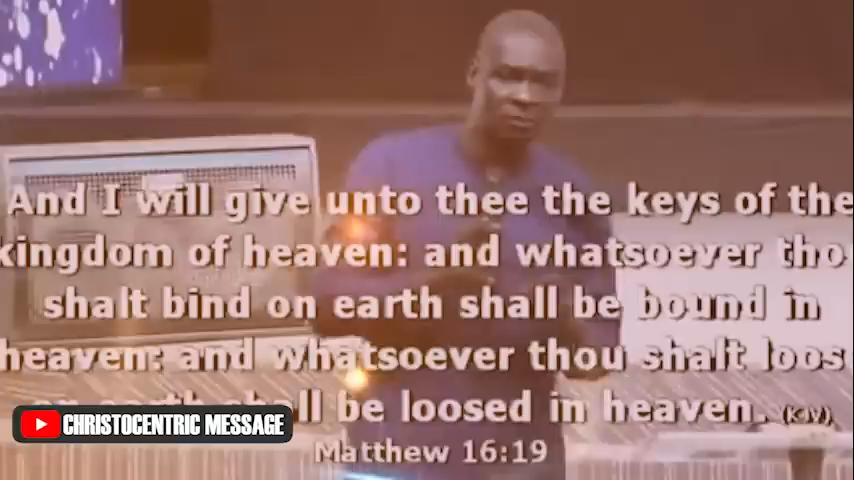 And I will give unto thee the keys of the
kingdom of heaven: and whatsoever tho
shalt bind on earth shall be bound in
heaven: and whatsoever thou shalt loos
on earth shall be loosed in heaven. (KJV)
Matthew 16:19
CHRISTOCENTRIC MESSAGE